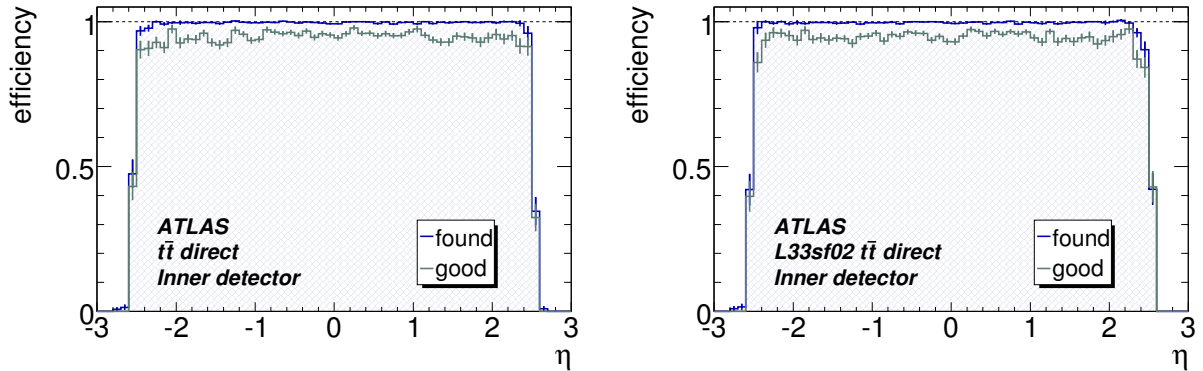 efficiency
1
0.5
0
ATLAS
tt̄ direct
Inner detector
found
good
-3 -2 -1 0 1 2 3
η
efficiency
1
0.5
0
ATLAS
L33sf02 tt̄ direct
Inner detector
found
good
-3 -2 -1 0 1 2 3
η